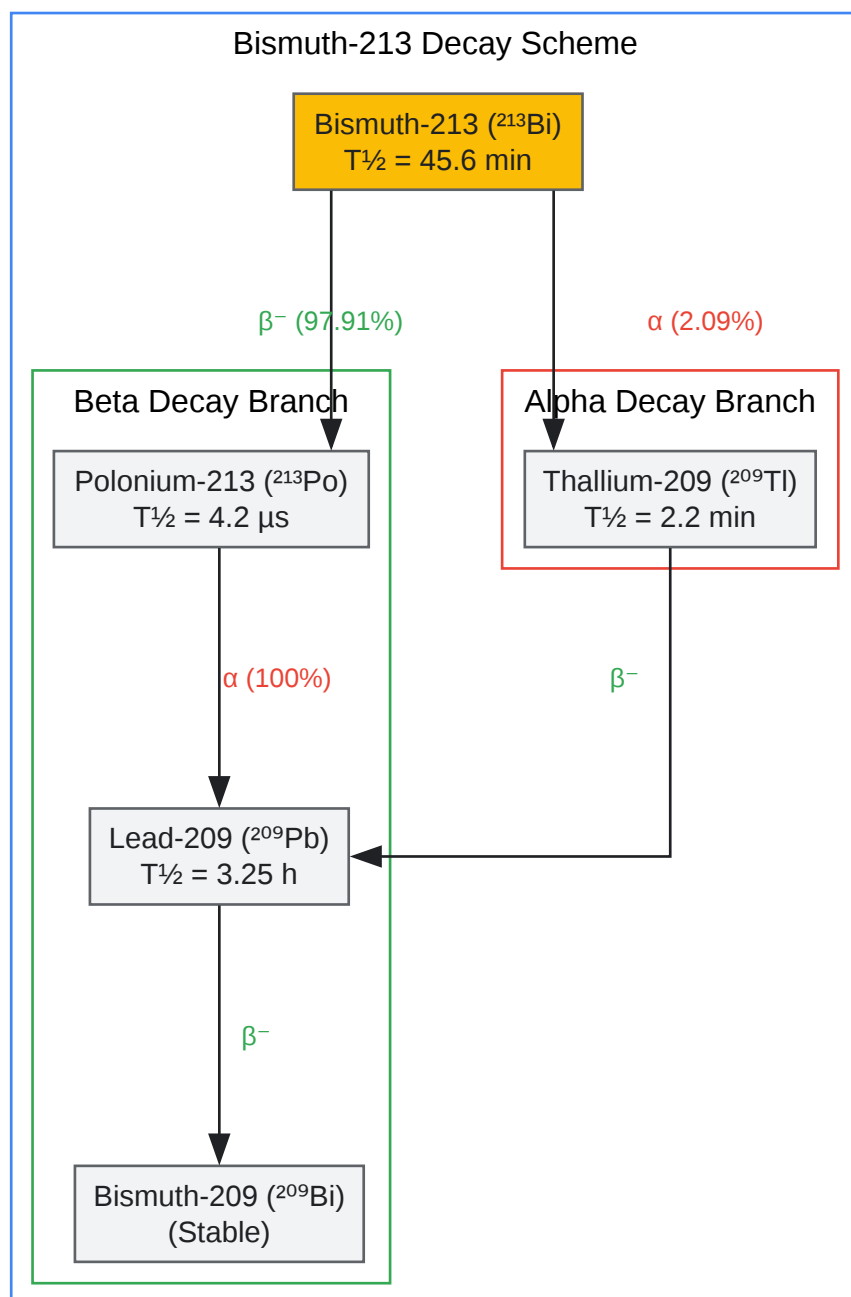 Bismuth-213 Decay Scheme
Bismuth-213 (²¹³Bi)
T½ = 45.6 min
β⁻ (97.91%)
α (2.09%)
Beta Decay Branch
Alpha Decay Branch
Polonium-213 (²¹³Po)
T½ = 4.2 µs
Thallium-209 (²⁰⁹Tl)
T½ = 2.2 min
α (100%)
β⁻
Lead-209 (²⁰⁹Pb)
T½ = 3.25 h
β⁻
Bismuth-209 (²⁰⁹Bi)
(Stable)